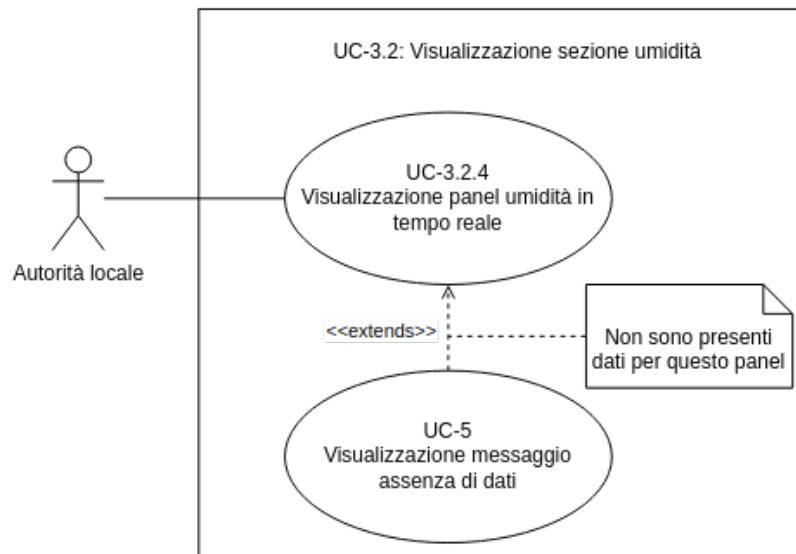 UC-3.2: Visualizzazione sezione umidità
UC-3.2.4
Visualizzazione panel umidità in
tempo reale
Autorità locale
<<extends>>
Non sono presenti
dati per questo panel
UC-5
Visualizzazione messaggio
assenza di dati